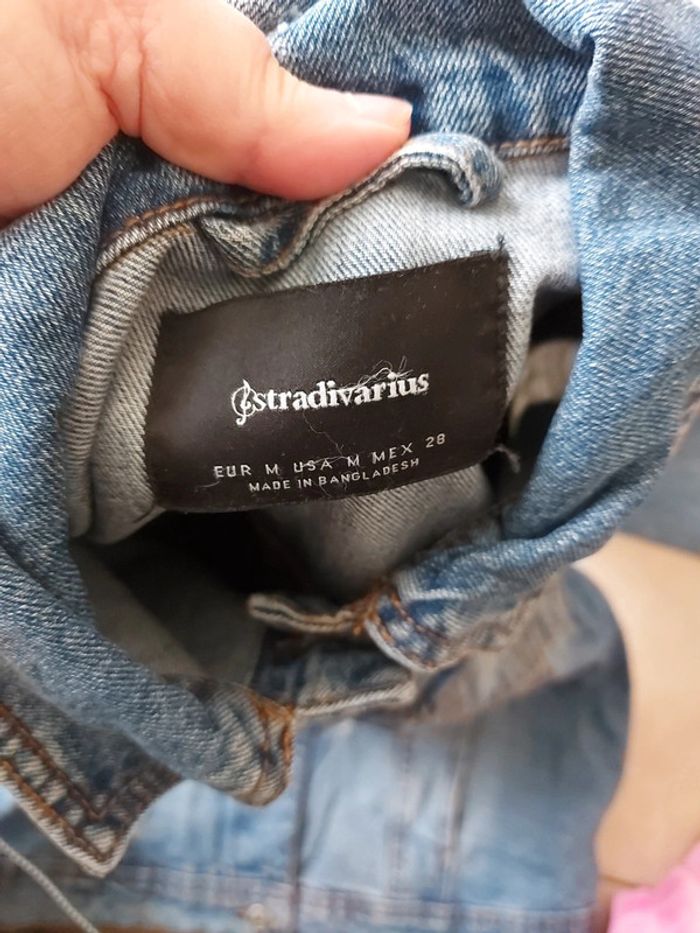 stradivarius
EUR M USA M MEX 28
MADE IN BANGLADESH